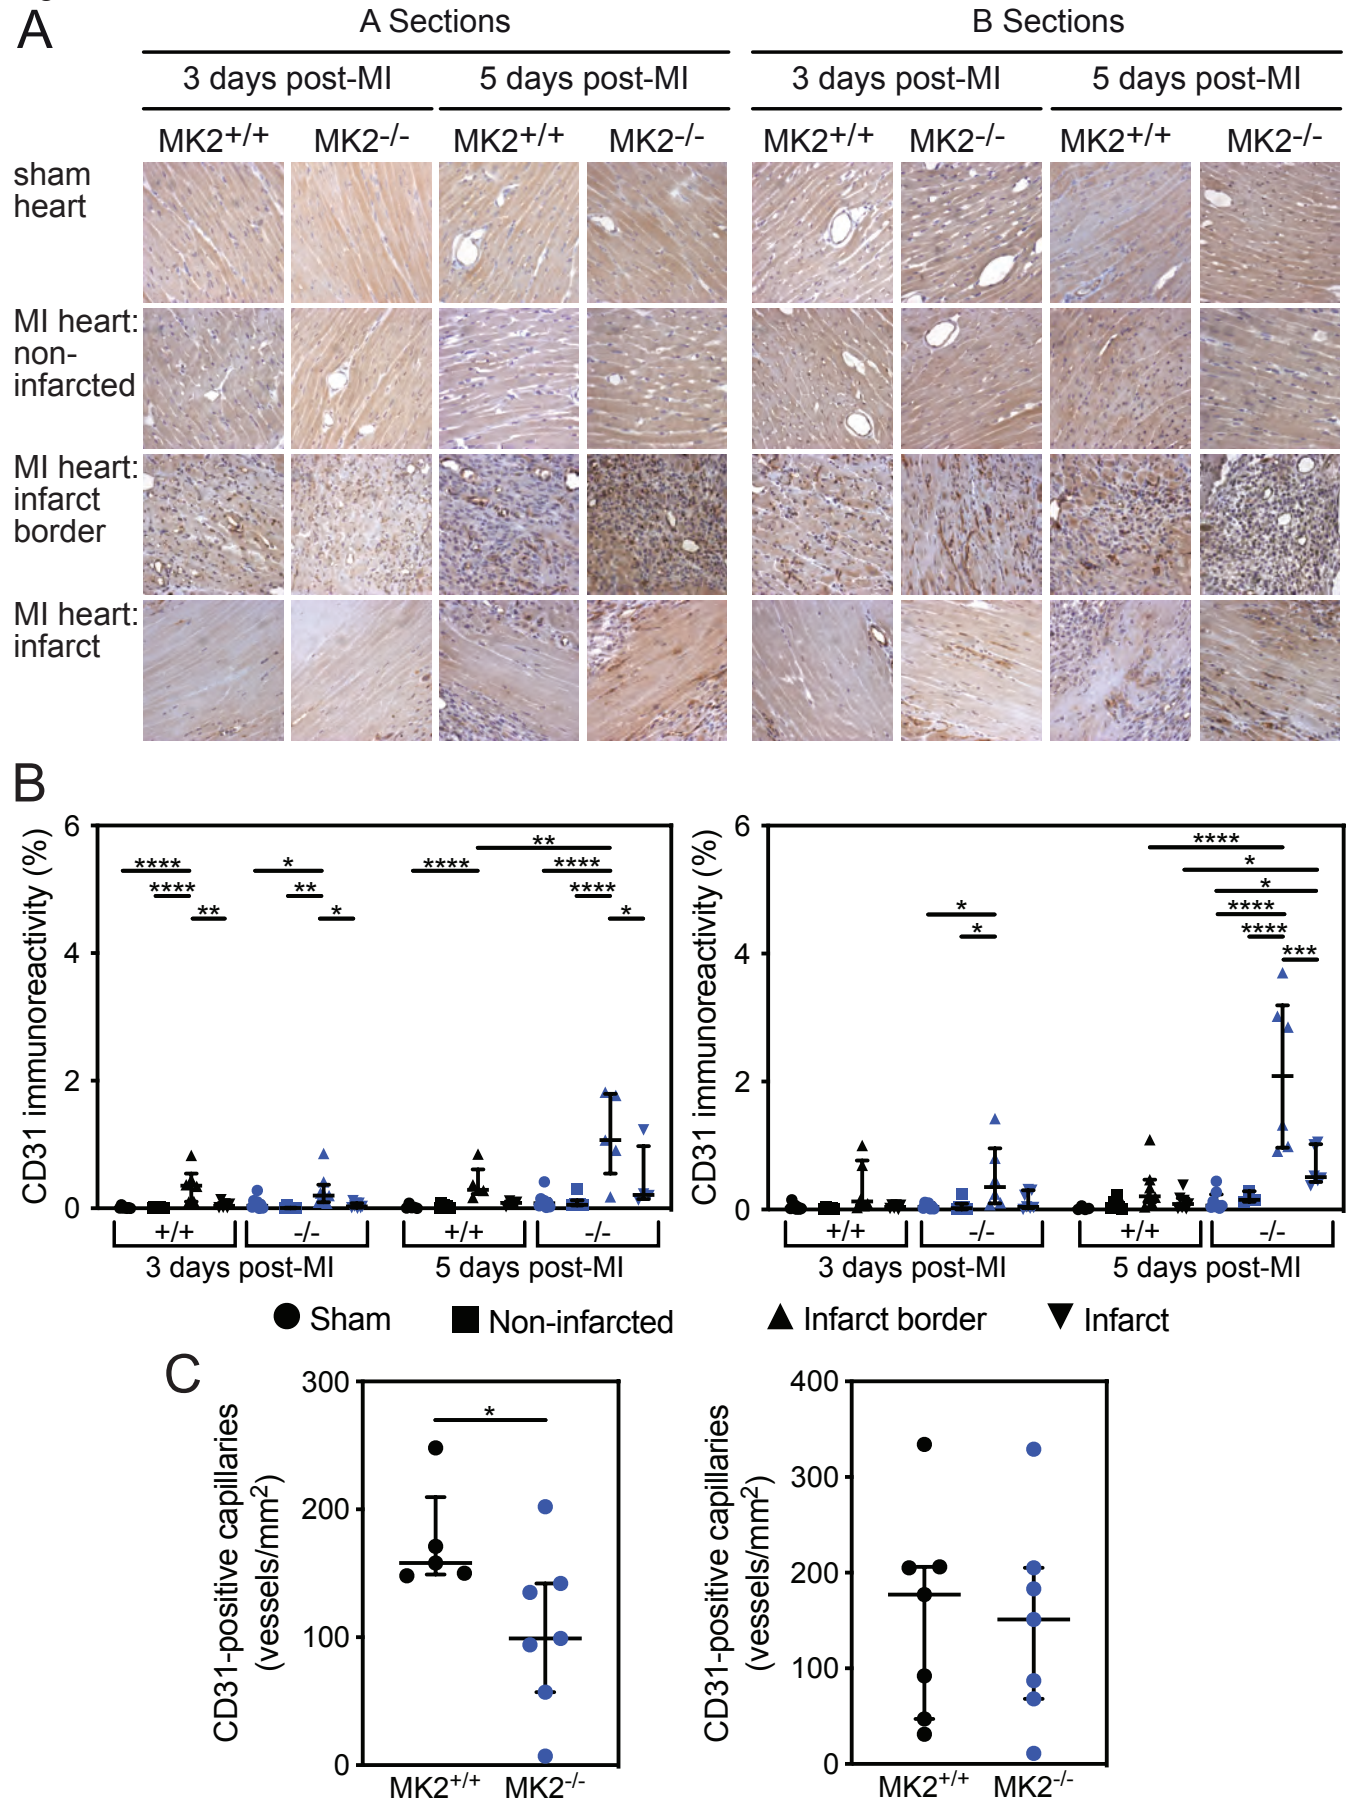 A
A Sections
B Sections
3 days post-MI
5 days post-MI
3 days post-MI
5 days post-MI
MK2+/+
MK2-/-
MK2+/+
MK2-/-
MK2+/+
MK2-/-
MK2+/+
MK2-/-
sham
heart
MI heart:
non-
infarcted
MI heart:
infarct
border
MI heart:
infarct
B
CD31 immunoreactivity (%)
6
4
2
0
****
****
**
*
**
*
****
**
****
****
*
+/+
-/-
+/+
-/-
3 days post-MI
5 days post-MI
CD31 immunoreactivity (%)
6
4
2
0
*
*
****
*
*
****
****
***
+/+
-/-
+/+
-/-
3 days post-MI
5 days post-MI
Sham
Non-infarcted
Infarct border
Infarct
C
CD31-positive capillaries
(vessels/mm2)
300
200
100
0
*
MK2+/+
MK2-/-
CD31-positive capillaries
(vessels/mm2)
400
300
200
100
0
MK2+/+
MK2-/-